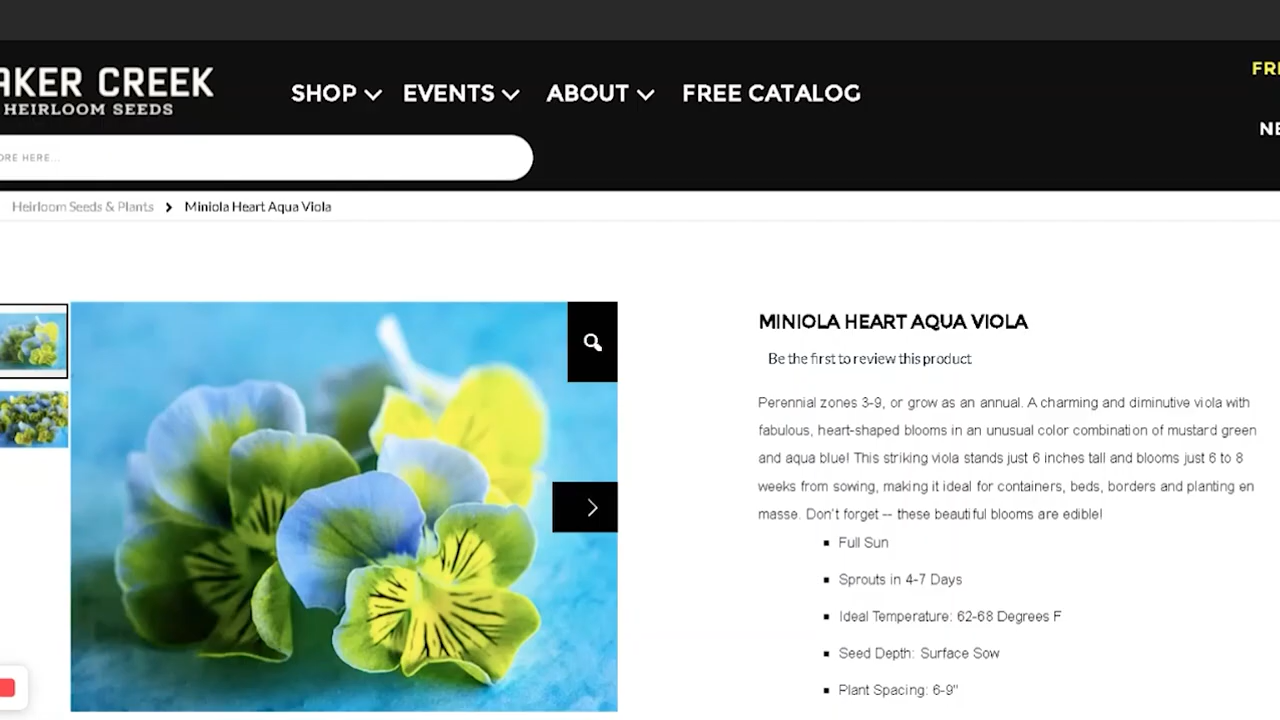 AKER CREEK
HEIRLOOM SEEDS
SHOP EVENTS ABOUT FREE CATALOG
FRE
NE
ORE HERE...
Heirloom Seeds & Plants > Miniola Heart Aqua Viola
MINIOLA HEART AQUA VIOLA
Be the first to review this product
Perennial zones 3-9, or grow as an annual. A charming and diminutive viola with
fabulous, heart-shaped blooms in an unusual color combination of mustard green
and aqua blue! This striking viola stands just 6 inches tall and blooms just 6 to 8
weeks from sowing, making it ideal for containers, beds, borders and planting en
masse. Don't forget -- these beautiful blooms are edible!
▪ Full Sun
▪ Sprouts in 4-7 Days
▪ Ideal Temperature: 62-68 Degrees F
▪ Seed Depth: Surface Sow
▪ Plant Spacing: 6-9"